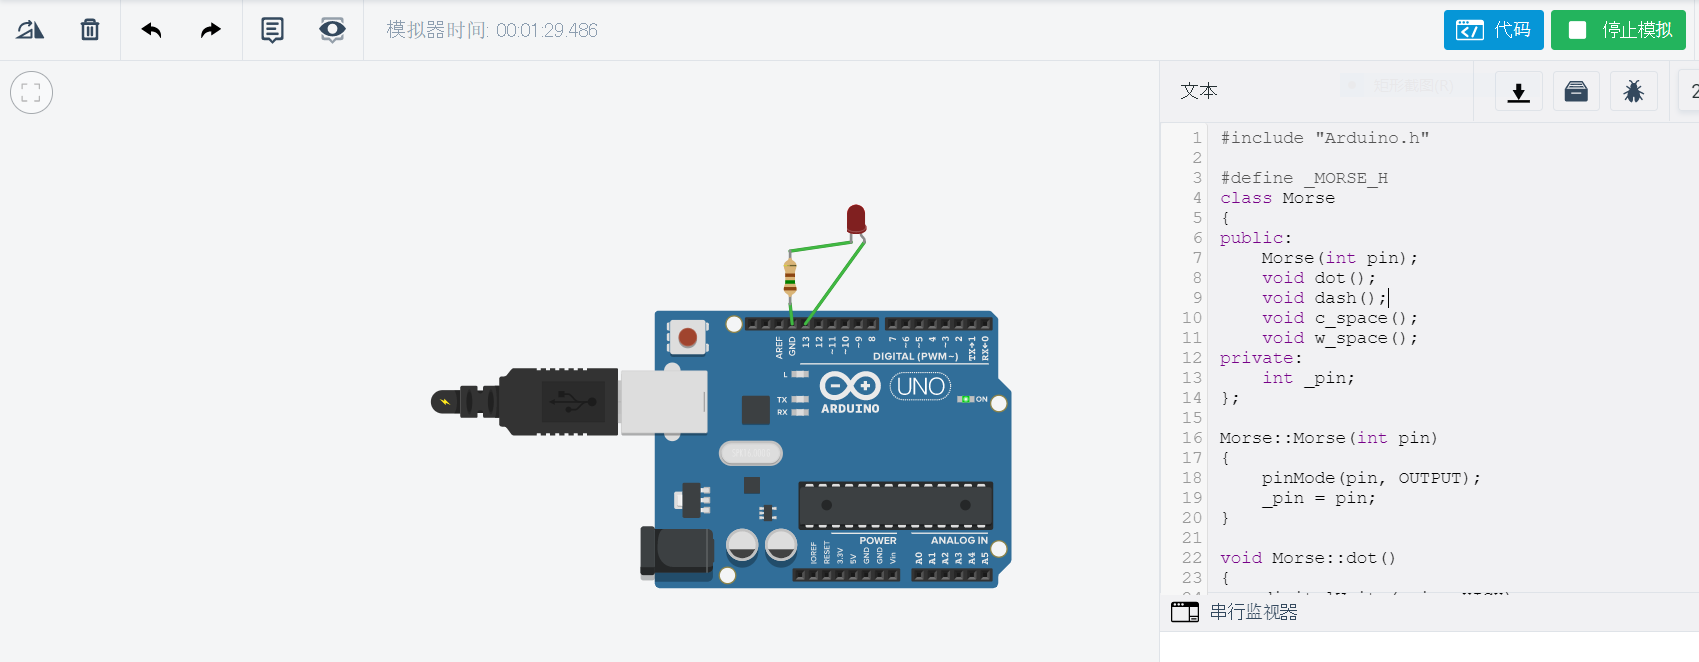 模拟器时间: 00:01:29.486
代码
停止模拟
文本
矩形截图(R)
2
1 #include "Arduino.h"
2
3 #define _MORSE_H
4 class Morse
5 {
6 public:
7 Morse(int pin);
8 void dot();
9 void dash();
10 void c_space();
11 void w_space();
12 private:
13 int _pin;
14 };
15
16 Morse::Morse(int pin)
17 {
18 pinMode(pin, OUTPUT);
19 _pin = pin;
20 }
21
22 void Morse::dot()
23 {
串行监视器
AREF GND 13 12 ~11 ~10 ~9 8 7 ~6 ~5 4 ~3 2 TX→1 RX←0
DIGITAL (PWM~)
L
TX
RX
ARDUINO
UNO
ON
POWER
ANALOG IN
IOREF RESET 3.3V 5V GND GND Vin A0 A1 A2 A3 A4 A5